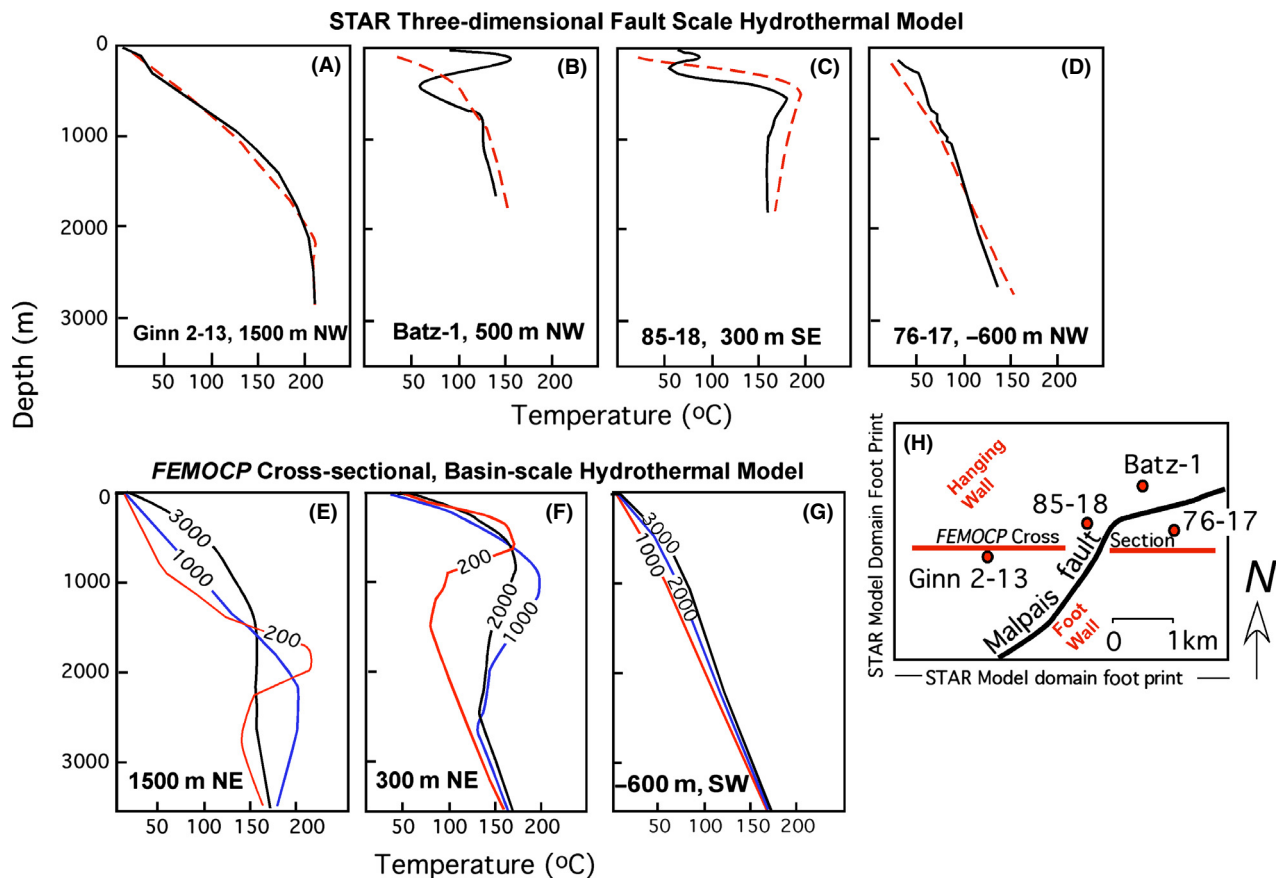 STAR Three-dimensional Fault Scale Hydrothermal Model
0
1000
2000
3000
Depth (m)
(A)
Ginn 2-13, 1500 m NW
50 100 150 200
(B)
Batz-1, 500 m NW
50 100 150 200
(C)
85-18, 300 m SE
50 100 150 200
(D)
76-17, –600 m NW
50 100 150 200
Temperature (ºC)
FEMOCP Cross-sectional, Basin-scale Hydrothermal Model
0
1000
2000
3000
(E)
3000
1000
200
1500 m NE
50 100 150 200
(F)
200
2000
1000
300 m NE
50 100 150 200
(G)
3000
1000
2000
–600 m, SW
50 100 150 200
Temperature (ºC)
(H)
STAR Model Domain Foot Print
Hanging
Wall
Batz-1
85-18
76-17
FEMOCP Cross
Section
Ginn 2-13
Malpais fault
Foot
Wall
0 1km
STAR Model domain foot print
N